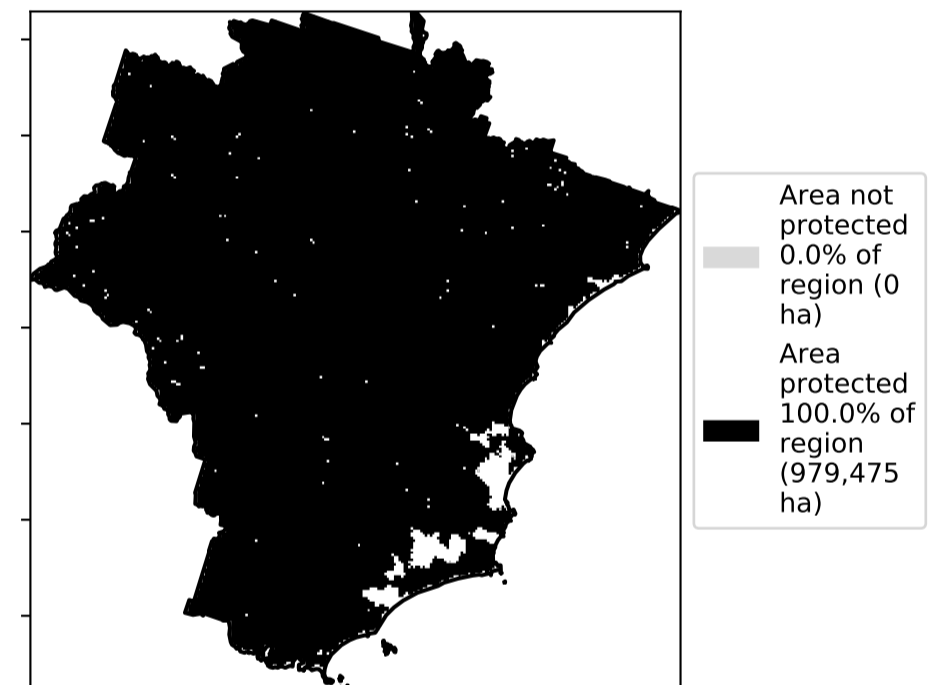 Area not
protected
0.0% of
region (0
ha)
Area
protected
100.0% of
region
(979,475
ha)